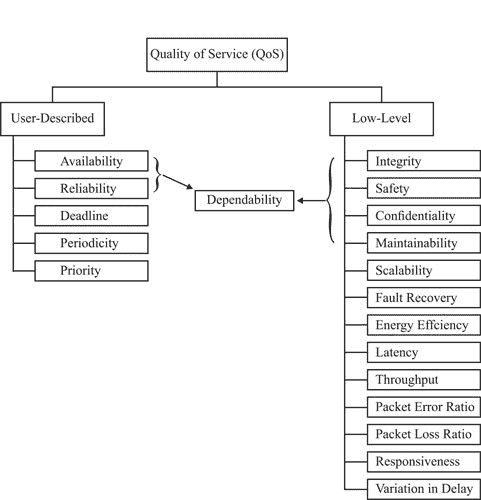 Quality of Service (QoS)
User-Described
Low-Level
Availability
Reliability
Deadline
Periodicity
Priority
Dependability
Integrity
Safety
Confidentiality
Maintainability
Scalability
Fault Recovery
Energy Effciency
Latency
Throughput
Packet Error Ratio
Packet Loss Ratio
Responsiveness
Variation in Delay